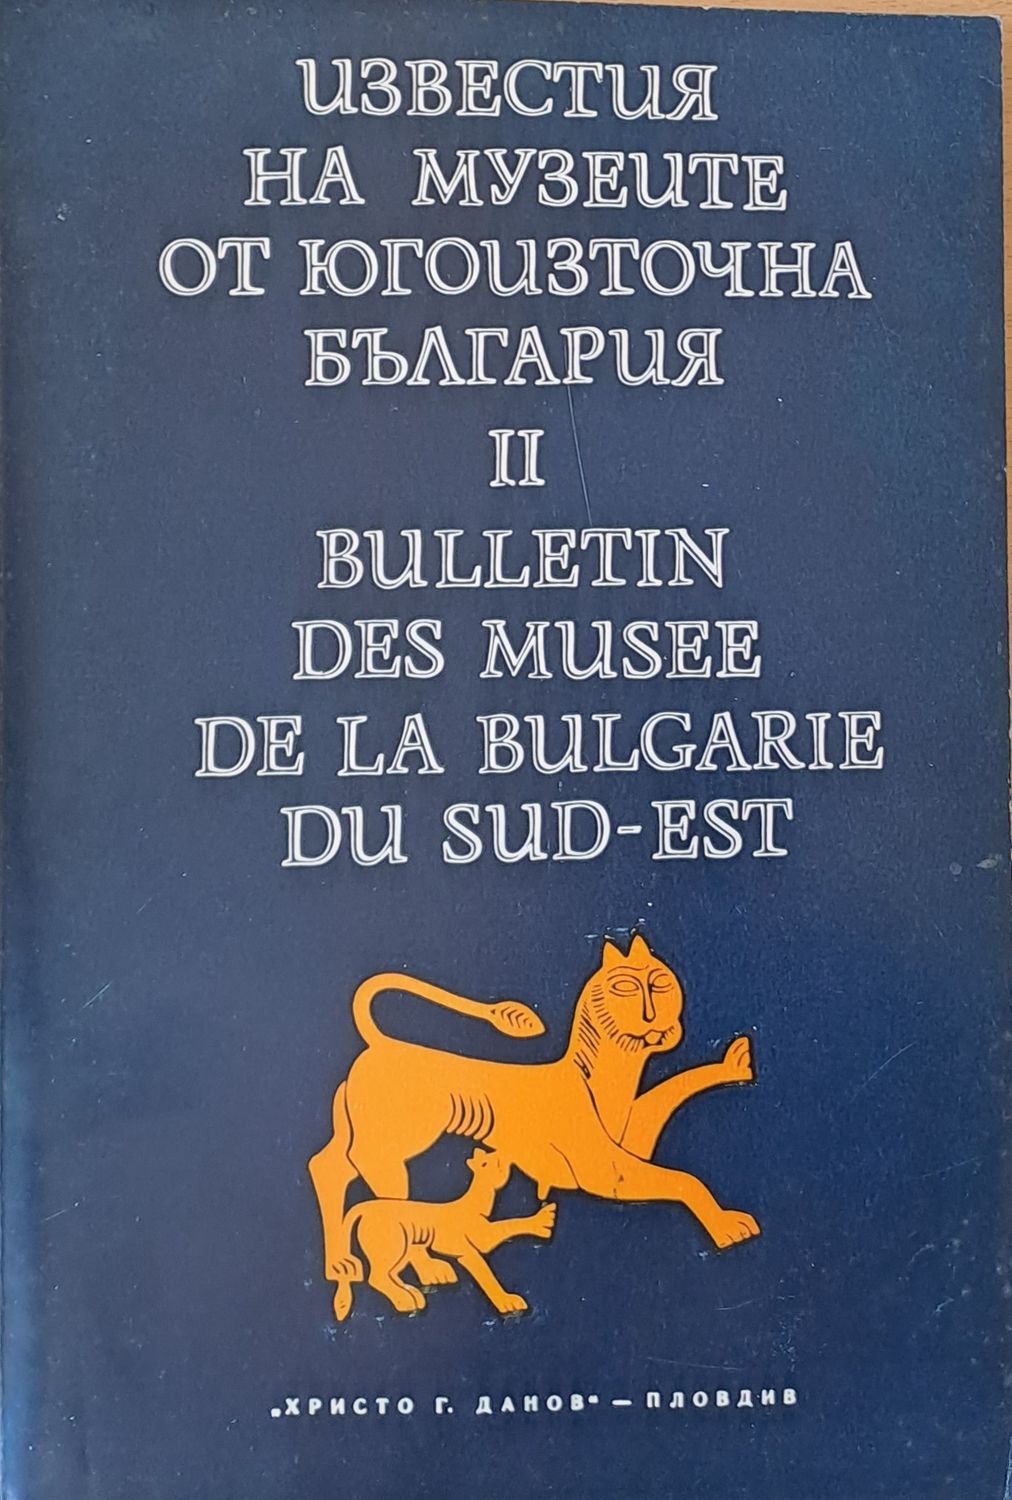 ИЗВЕСТИЯ
НА МУЗЕИТЕ
ОТ ЮГОИЗТОЧНА
БЪЛГАРИЯ
II
BULLETIN
DES MUSEE
DE LA BULGARIE
DU SUD-EST
„ХРИСТО Г. ДАНОВ“ — ПЛОВДИВ